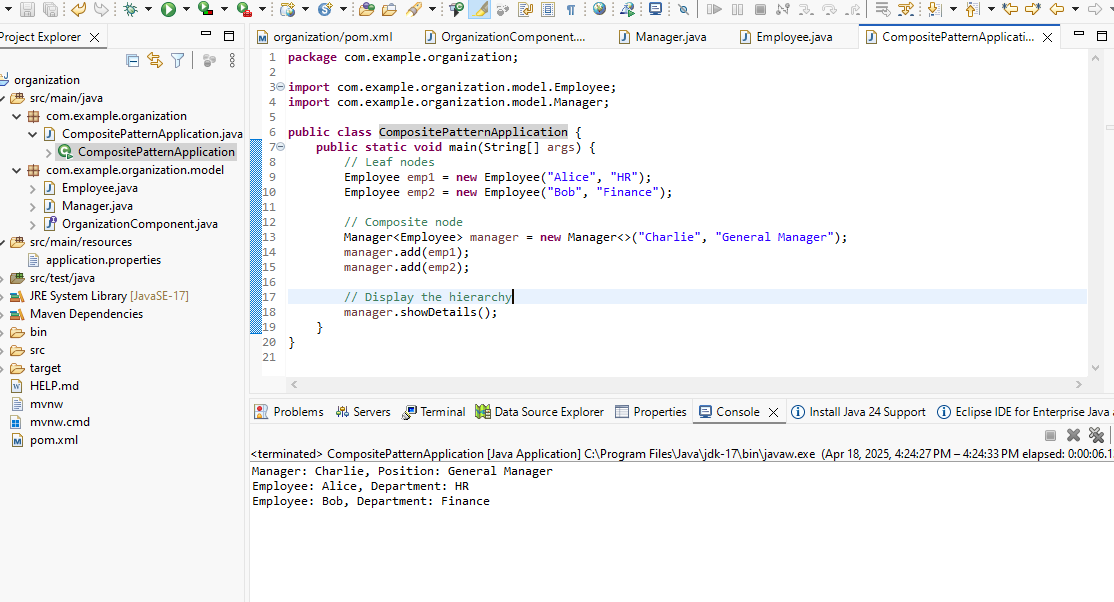 Project Explorer
organization/pom.xml
OrganizationComponent....
Manager.java
Employee.java
CompositePatternApplicati...
organization
src/main/java
com.example.organization
CompositePatternApplication.java
CompositePatternApplication
com.example.organization.model
Employee.java
Manager.java
OrganizationComponent.java
src/main/resources
application.properties
src/test/java
JRE System Library [JavaSE-17]
Maven Dependencies
bin
src
target
HELP.md
mvnw
mvnw.cmd
pom.xml
1 package com.example.organization;
2
3 import com.example.organization.model.Employee;
4 import com.example.organization.model.Manager;
5
6 public class CompositePatternApplication {
7 public static void main(String[] args) {
8 // Leaf nodes
9 Employee emp1 = new Employee("Alice", "HR");
10 Employee emp2 = new Employee("Bob", "Finance");
11
12 // Composite node
13 Manager<Employee> manager = new Manager<>("Charlie", "General Manager");
14 manager.add(emp1);
15 manager.add(emp2);
16
17 // Display the hierarchy
18 manager.showDetails();
19 }
20 }
21
Problems
Servers
Terminal
Data Source Explorer
Properties
Console
Install Java 24 Support
Eclipse IDE for Enterprise Java
<terminated> CompositePatternApplication [Java Application] C:\Program Files\Java\jdk-17\bin\javaw.exe (Apr 18, 2025, 4:24:27 PM – 4:24:33 PM elapsed: 0:00:06.1
Manager: Charlie, Position: General Manager
Employee: Alice, Department: HR
Employee: Bob, Department: Finance